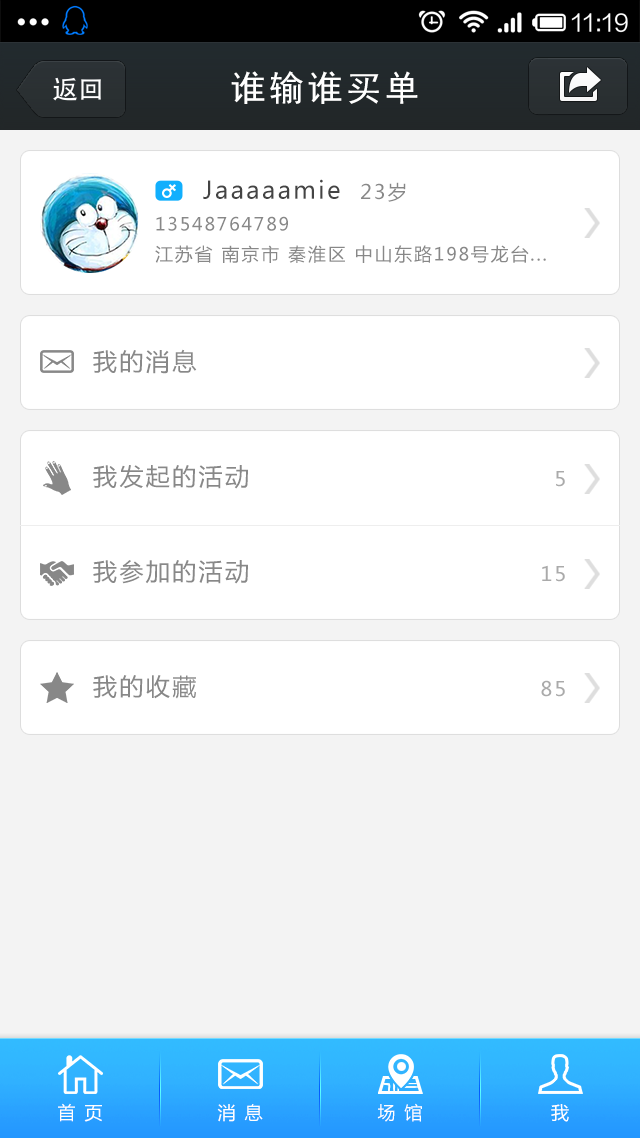 11:19
返回
谁输谁买单
Jaaaaamie 23岁
13548764789
江苏省 南京市 秦淮区 中山东路198号龙台...
我的消息
我发起的活动 5
我参加的活动 15
我的收藏 85
首页 消息 场馆 我